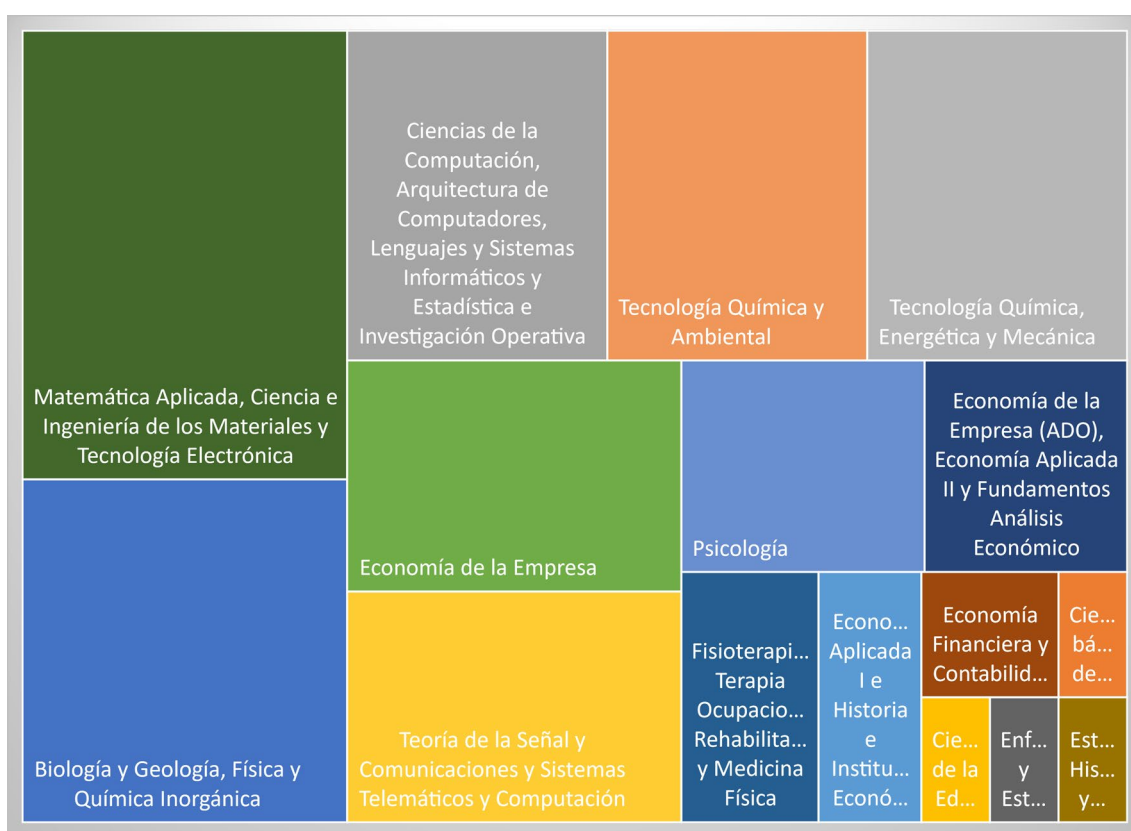 Ciencias de la
Computación,
Arquitectura de
Computadores,
Lenguajes y Sistemas
Informáticos y
Estadística e
Investigación Operativa
Tecnología Química y
Ambiental
Tecnología Química,
Energética y Mecánica
Matemática Aplicada, Ciencia e
Ingeniería de los Materiales y
Tecnología Electrónica
Economía de la Empresa
Psicología
Economía de la
Empresa (ADO),
Economía Aplicada
II y Fundamentos
Análisis
Económico
Biología y Geología, Física y
Química Inorgánica
Teoría de la Señal y
Comunicaciones y Sistemas
Telemáticos y Computación
Fisioterapi...
Terapia
Ocupacio...
Rehabilita...
y Medicina
Física
Econo...
Aplicada
I e
Historia
e
Institu...
Econó...
Economía
Financiera y
Contabilid...
Cie...
bá...
de...
Cie...
de la
Ed...
Enf...
y
Est...
Est...
His...
y...